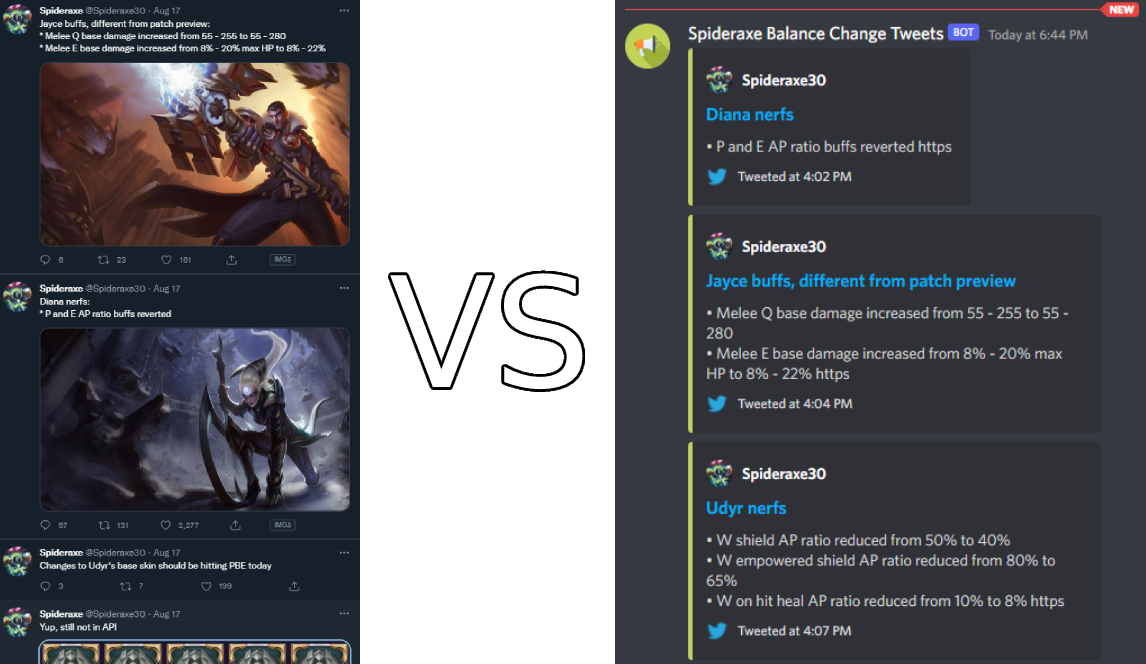 Spideraxe @Spideraxe30 · Aug 17
Jayce buffs, different from patch preview:
* Melee Q base damage increased from 55 - 255 to 55 - 280
* Melee E base damage increased from 8% - 20% max HP to 8% - 22%
6 23 161 IMGs
Spideraxe @Spideraxe30 · Aug 17
Diana nerfs:
* P and E AP ratio buffs reverted
57 131 2,277 IMGs
Spideraxe @Spideraxe30 · Aug 17
Changes to Udyr's base skin should be hitting PBE today
3 7 199
Spideraxe @Spideraxe30 · Aug 17
Yup, still not in API
VS
NEW
Spideraxe Balance Change Tweets BOT Today at 6:44 PM
Spideraxe30
Diana nerfs
• P and E AP ratio buffs reverted https
Tweeted at 4:02 PM
Spideraxe30
Jayce buffs, different from patch preview
• Melee Q base damage increased from 55 - 255 to 55 -
280
• Melee E base damage increased from 8% - 20% max
HP to 8% - 22% https
Tweeted at 4:04 PM
Spideraxe30
Udyr nerfs
• W shield AP ratio reduced from 50% to 40%
• W empowered shield AP ratio reduced from 80% to
65%
• W on hit heal AP ratio reduced from 10% to 8% https
Tweeted at 4:07 PM